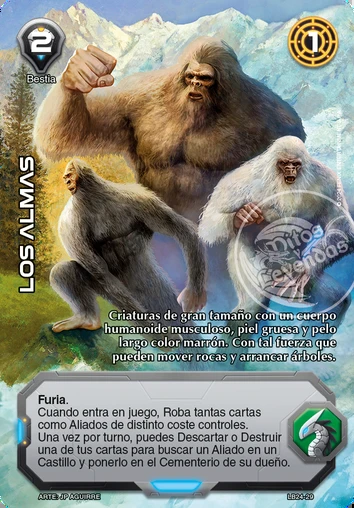 2
Bestia
1
LOS ALMAS
Mitos
Leyendas
Criaturas de gran tamaño con un cuerpo
humanoide musculoso, piel gruesa y pelo
largo color marrón. Con tal fuerza que
pueden mover rocas y arrancar árboles.
Furia.
Cuando entra en juego, Roba tantas cartas
como Aliados de distinto coste controles.
Una vez por turno, puedes Descartar o Destruir
una de tus cartas para buscar un Aliado en un
Castillo y ponerlo en el Cementerio de su dueño.
ARTE: JP AGUIRRE
LB24-20